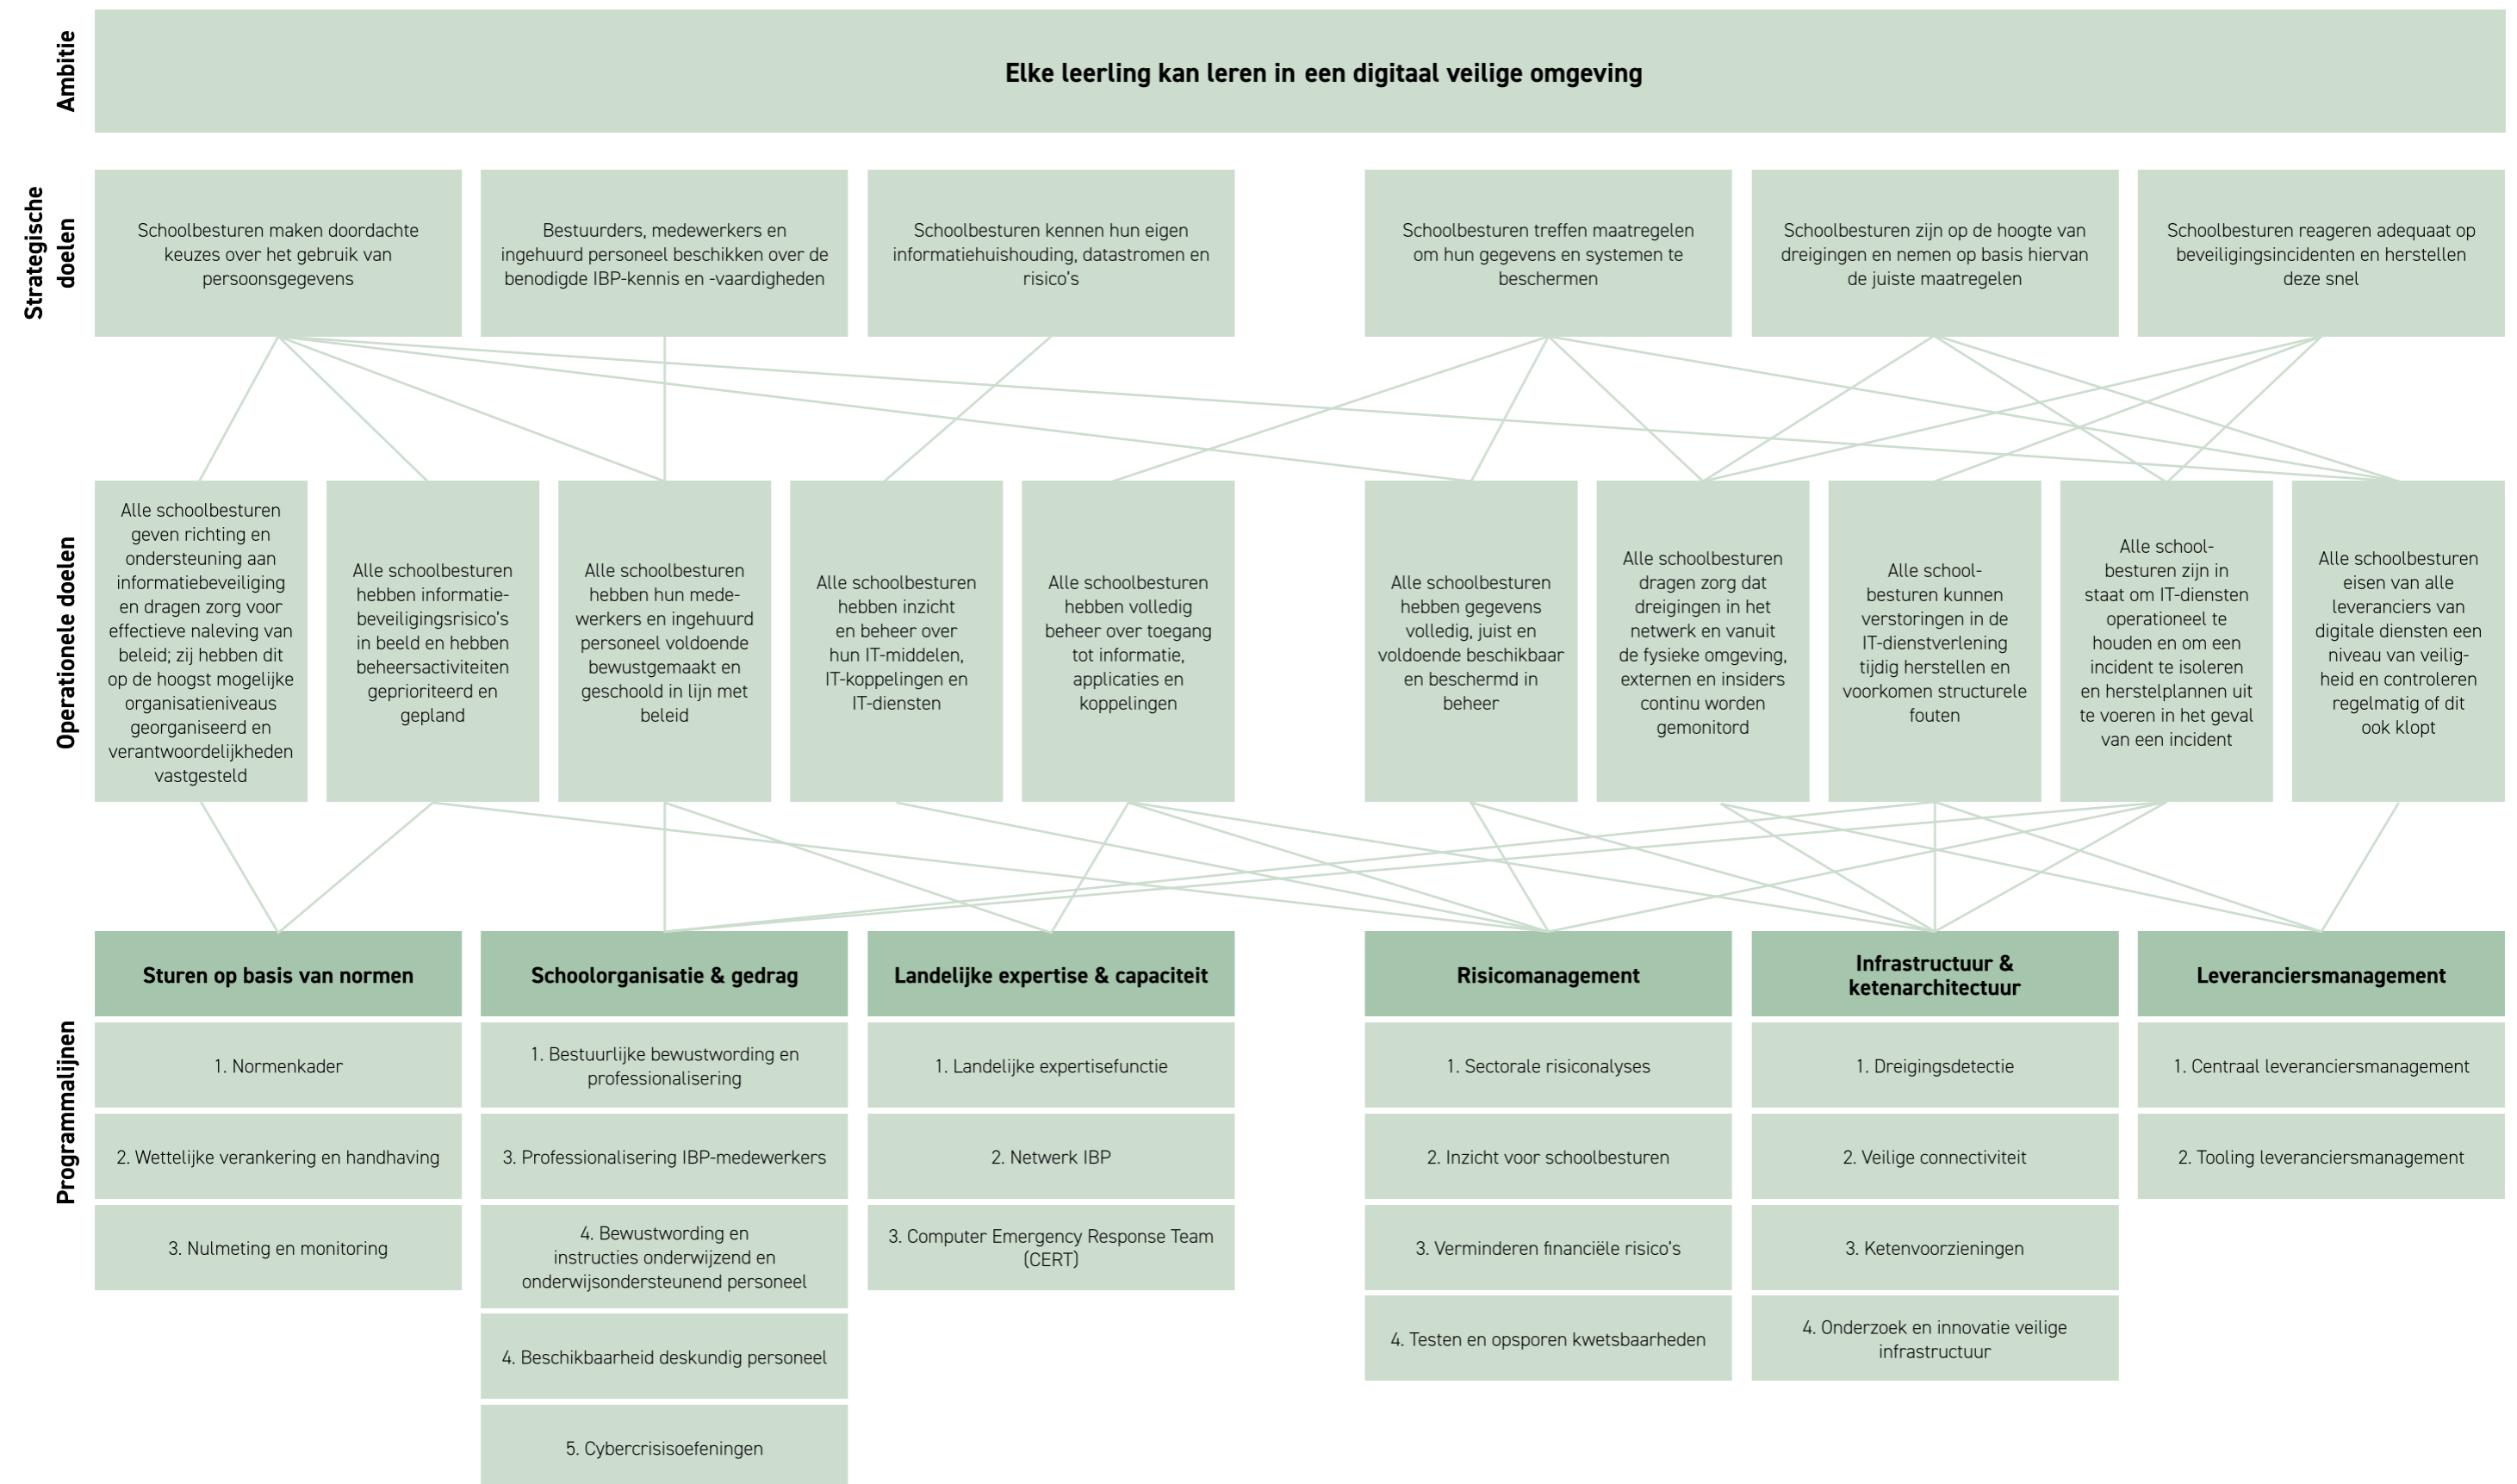 Ambitie
Elke leerling kan leren in een digitaal veilige omgeving
Strategische
doelen
Schoolbesturen maken doordachte
keuzes over het gebruik van
persoonsgegevens
Bestuurders, medewerkers en
ingehuurd personeel beschikken over de
benodigde IBP-kennis en -vaardigheden
Schoolbesturen kennen hun eigen
informatiehuishouding, datastromen en
risico's
Schoolbesturen treffen maatregelen
om hun gegevens en systemen te
beschermen
Schoolbesturen zijn op de hoogte van
dreigingen en nemen op basis hiervan
de juiste maatregelen
Schoolbesturen reageren adequaat op
beveiligingsincidenten en herstellen
deze snel
Operationele doelen
Alle schoolbesturen
geven richting en
ondersteuning aan
informatiebeveiliging
en dragen zorg voor
effectieve naleving van
beleid; zij hebben dit
op de hoogst mogelijke
organisatieniveaus
georganiseerd en
verantwoordelijkheden
vastgesteld
Alle schoolbesturen
hebben informatie-
beveiligingsrisico's
in beeld en hebben
beheersactiviteiten
geprioriteerd en
gepland
Alle schoolbesturen
hebben hun mede-
werkers en ingehuurd
personeel voldoende
bewustgemaakt en
geschoold in lijn met
beleid
Alle schoolbesturen
hebben inzicht
en beheer over
hun IT-middelen,
IT-koppelingen en
IT-diensten
Alle schoolbesturen
hebben volledig
beheer over toegang
tot informatie,
applicaties en
koppelingen
Alle schoolbesturen
hebben gegevens
volledig, juist en
voldoende beschikbaar
en beschermd in
beheer
Alle schoolbesturen
dragen zorg dat
dreigingen in het
netwerk en vanuit
de fysieke omgeving,
externen en insiders
continu worden
gemonitord
Alle school-
besturen kunnen
verstoringen in de
IT-dienstverlening
tijdig herstellen en
voorkomen structurele
fouten
Alle school-
besturen zijn in
staat om IT-diensten
operationeel te
houden en om een
incident te isoleren
en herstelplannen uit
te voeren in het geval
van een incident
Alle schoolbesturen
eisen van alle
leveranciers van
digitale diensten een
niveau van veilig-
heid en controleren
regelmatig of dit
ook klopt
Programmalijnen
Sturen op basis van normen
1. Normenkader
2. Wettelijke verankering en handhaving
3. Nulmeting en monitoring
Schoolorganisatie & gedrag
1. Bestuurlijke bewustwording en
professionalisering
3. Professionalisering IBP-medewerkers
4. Bewustwording en
instructies onderwijzend en
onderwijsondersteunend personeel
4. Beschikbaarheid deskundig personeel
5. Cybercrisisoefeningen
Landelijke expertise & capaciteit
1. Landelijke expertisefunctie
2. Netwerk IBP
3. Computer Emergency Response Team
(CERT)
Risicomanagement
1. Sectorale risiconalyses
2. Inzicht voor schoolbesturen
3. Verminderen financiële risico's
4. Testen en opsporen kwetsbaarheden
Infrastructuur &
ketenarchitectuur
1. Dreigingsdetectie
2. Veilige connectiviteit
3. Ketenvoorzieningen
4. Onderzoek en innovatie veilige
infrastructuur
Leveranciersmanagement
1. Centraal leveranciersmanagement
2. Tooling leveranciersmanagement